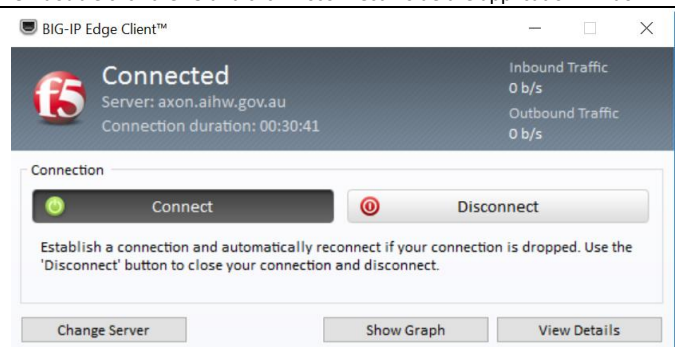 BIG-IP Edge Client™
f5
Connected
Server: axon.aihw.gov.au
Connection duration: 00:30:41
Inbound Traffic
0 b/s
Outbound Traffic
0 b/s
Connection
Connect
Disconnect
Establish a connection and automatically reconnect if your connection is dropped. Use the
'Disconnect' button to close your connection and disconnect.
Change Server
Show Graph
View Details